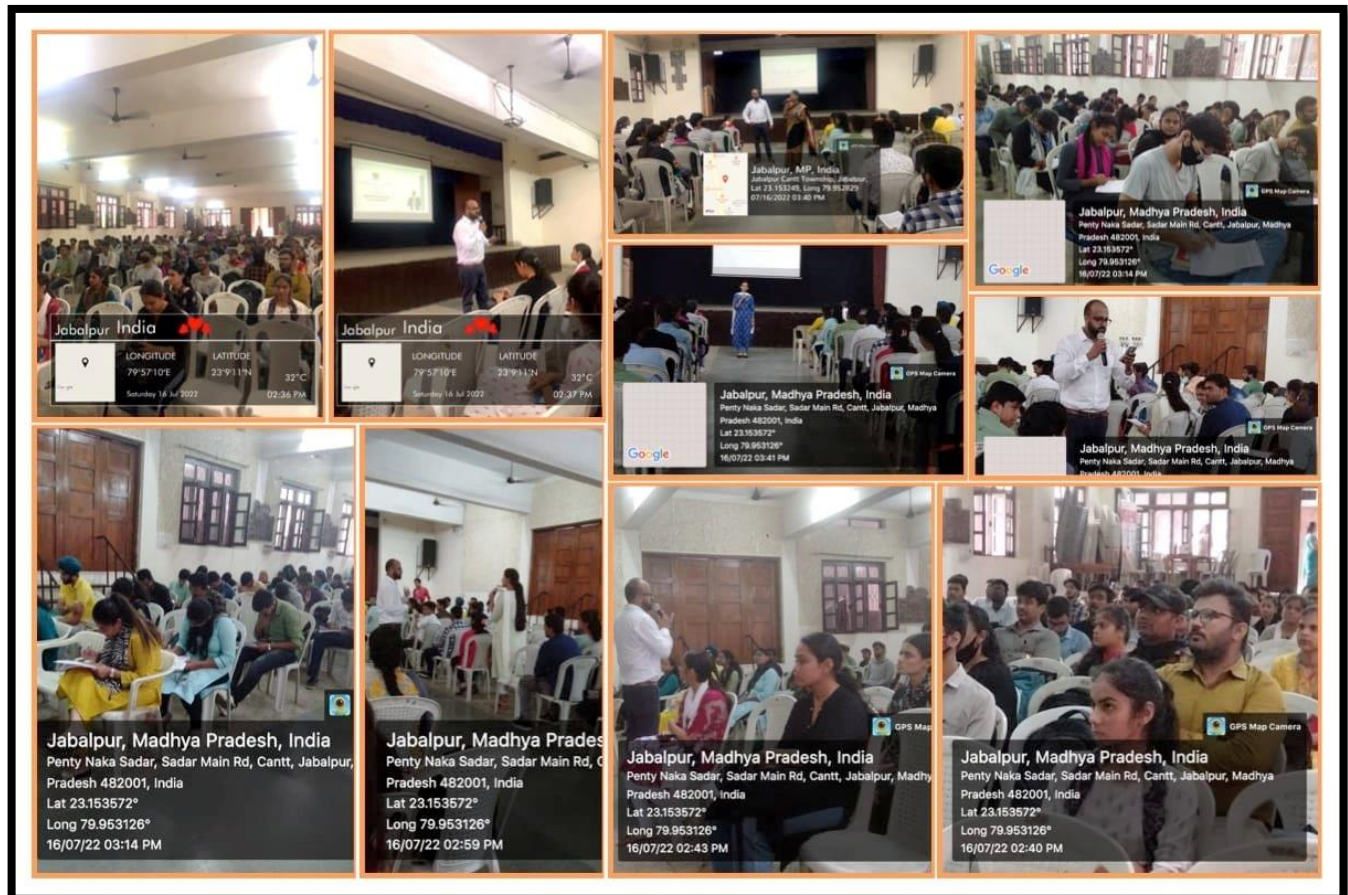 Jabalpur India
LONGITUDE LATITUDE
79°57'10"E 23°9'11"N 32°C
Saturday 16 Jul 2022 02:36 PM
Jabalpur India
LONGITUDE LATITUDE
79°57'10"E 23°9'11"N 32°C
Saturday 16 Jul 2022 02:37 PM
Jabalpur, MP, India
Jabalpur Cantt Township, Jabalpur,
Lat 23.153249, Long 79.952829
07/16/2022 03:40 PM
GPS Map Camera
Google
Jabalpur, Madhya Pradesh, India
Penty Naka Sadar, Sadar Main Rd, Cantt, Jabalpur, Madhya
Pradesh 482001, India
Lat 23.153572°
Long 79.953126°
16/07/22 03:14 PM
GPS Map Camera
Google
Jabalpur, Madhya Pradesh, India
Penty Naka Sadar, Sadar Main Rd, Cantt, Jabalpur, Madhya
Pradesh 482001, India
Lat 23.153572°
Long 79.953126°
16/07/22 03:41 PM
GPS Map Camera
Jabalpur, Madhya Pradesh, India
Penty Naka Sadar, Sadar Main Rd, Cantt, Jabalpur, Madhya
Pradesh 482001, India
Jabalpur, Madhya Pradesh, India
Penty Naka Sadar, Sadar Main Rd, Cantt, Jabalpur,
Pradesh 482001, India
Lat 23.153572°
Long 79.953126°
16/07/22 03:14 PM
Jabalpur, Madhya Prades
Penty Naka Sadar, Sadar Main Rd, C
Pradesh 482001, India
Lat 23.153572°
Long 79.953126°
16/07/22 02:59 PM
GPS Map
Jabalpur, Madhya Pradesh, India
Penty Naka Sadar, Sadar Main Rd, Cantt, Jabalpur, Madhy
Pradesh 482001, India
Lat 23.153572°
Long 79.953126°
16/07/22 02:43 PM
GPS Map Camera
Jabalpur, Madhya Pradesh, India
Penty Naka Sadar, Sadar Main Rd, Cantt, Jabalpur, Madhya
Pradesh 482001, India
Lat 23.153572°
Long 79.953126°
16/07/22 02:40 PM